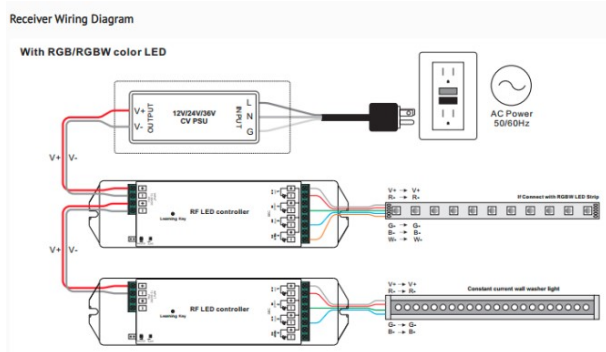 Receiver Wiring Diagram
With RGB/RGBW color LED
V+
V-
OUTPUT
12V/24V/36V
CV PSU
INPUT
L
N
G
AC Power
50/60Hz
V+
V-
RF LED controller
Learning Key
V+ → V+
R- → R-
If Connect with RGBW LED Strip
G- → G-
B- → B-
W- → W-
V+
V-
RF LED controller
Learning Key
V+ → V+
R- → R-
Constant current wall washer light
G- → G-
B- → B-